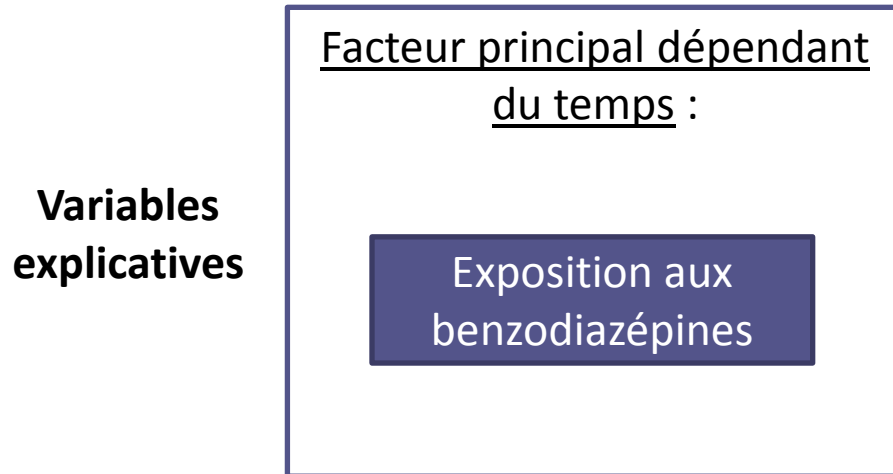 Variables
explicatives
Facteur principal dépendant
du temps :
Exposition aux
benzodiazépines